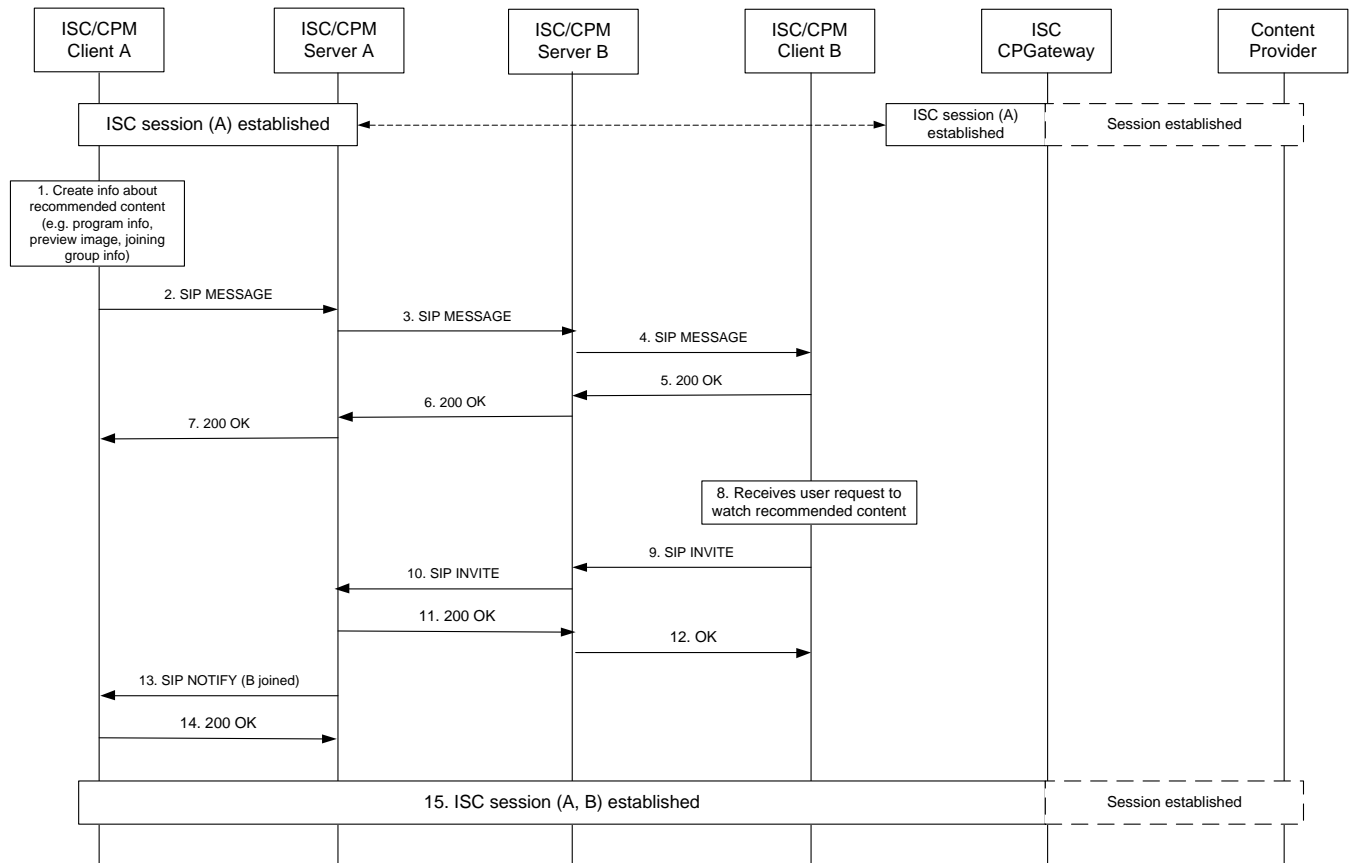 ISC/CPM
Client A
ISC/CPM
Server A
ISC/CPM
Server B
ISC/CPM
Client B
ISC
CPGateway
Content
Provider
ISC session (A) established
ISC session (A)
established
Session established
1. Create info about
recommended content
(e.g. program info,
preview image, joining
group info)
2. SIP MESSAGE
3. SIP MESSAGE
4. SIP MESSAGE
5. 200 OK
6. 200 OK
7. 200 OK
8. Receives user request to
watch recommended content
9. SIP INVITE
10. SIP INVITE
11. 200 OK
12. OK
13. SIP NOTIFY (B joined)
14. 200 OK
15. ISC session (A, B) established
Session established